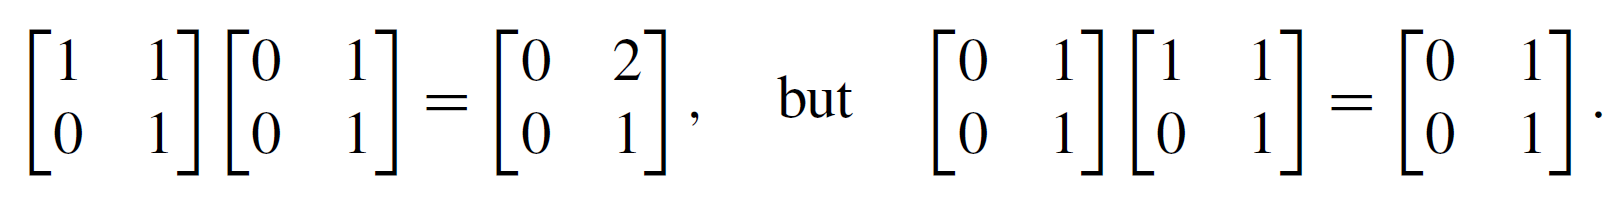 [1 1; 0 1] [0 1; 0 1] = [0 2; 0 1], but [0 1; 0 1] [1 1; 0 1] = [0 1; 0 1].